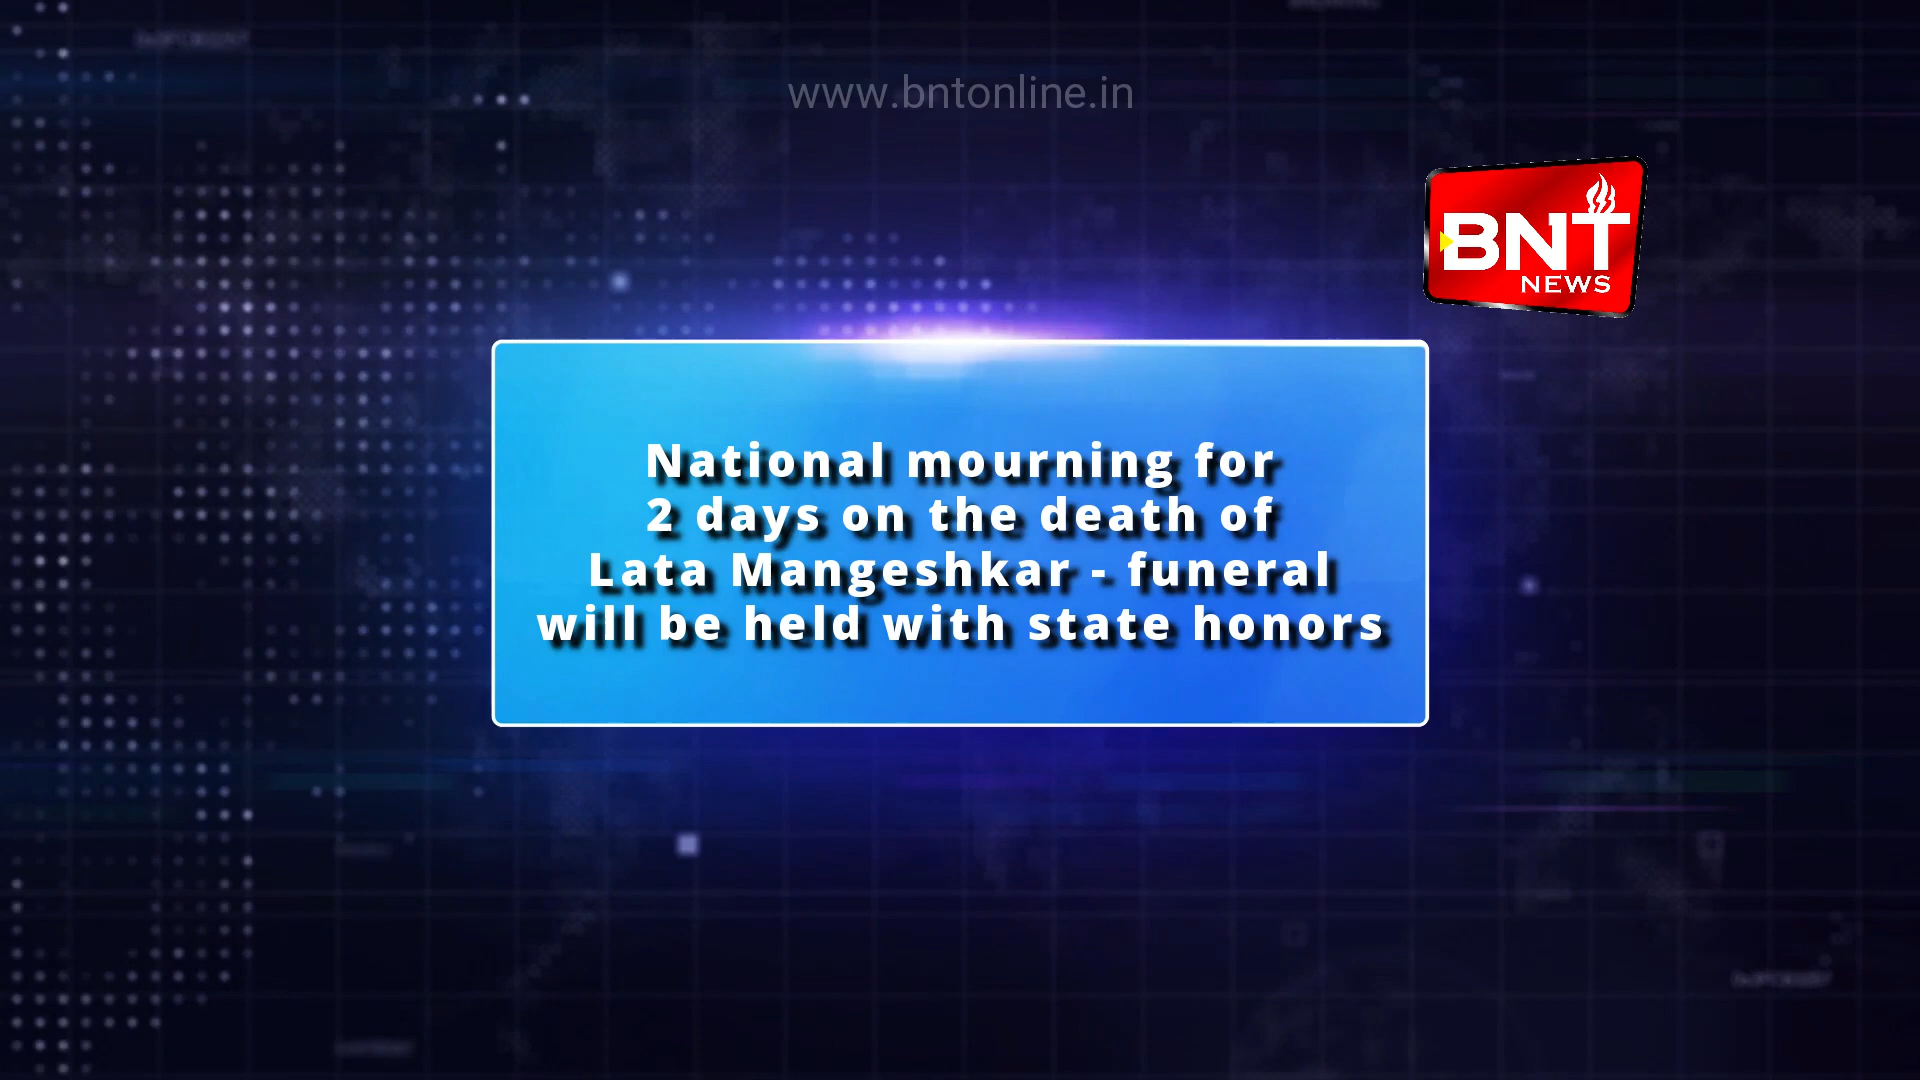 www.bntonline.in
BNT
NEWS
National mourning for
2 days on the death of
Lata Mangeshkar - funeral
will be held with state honors